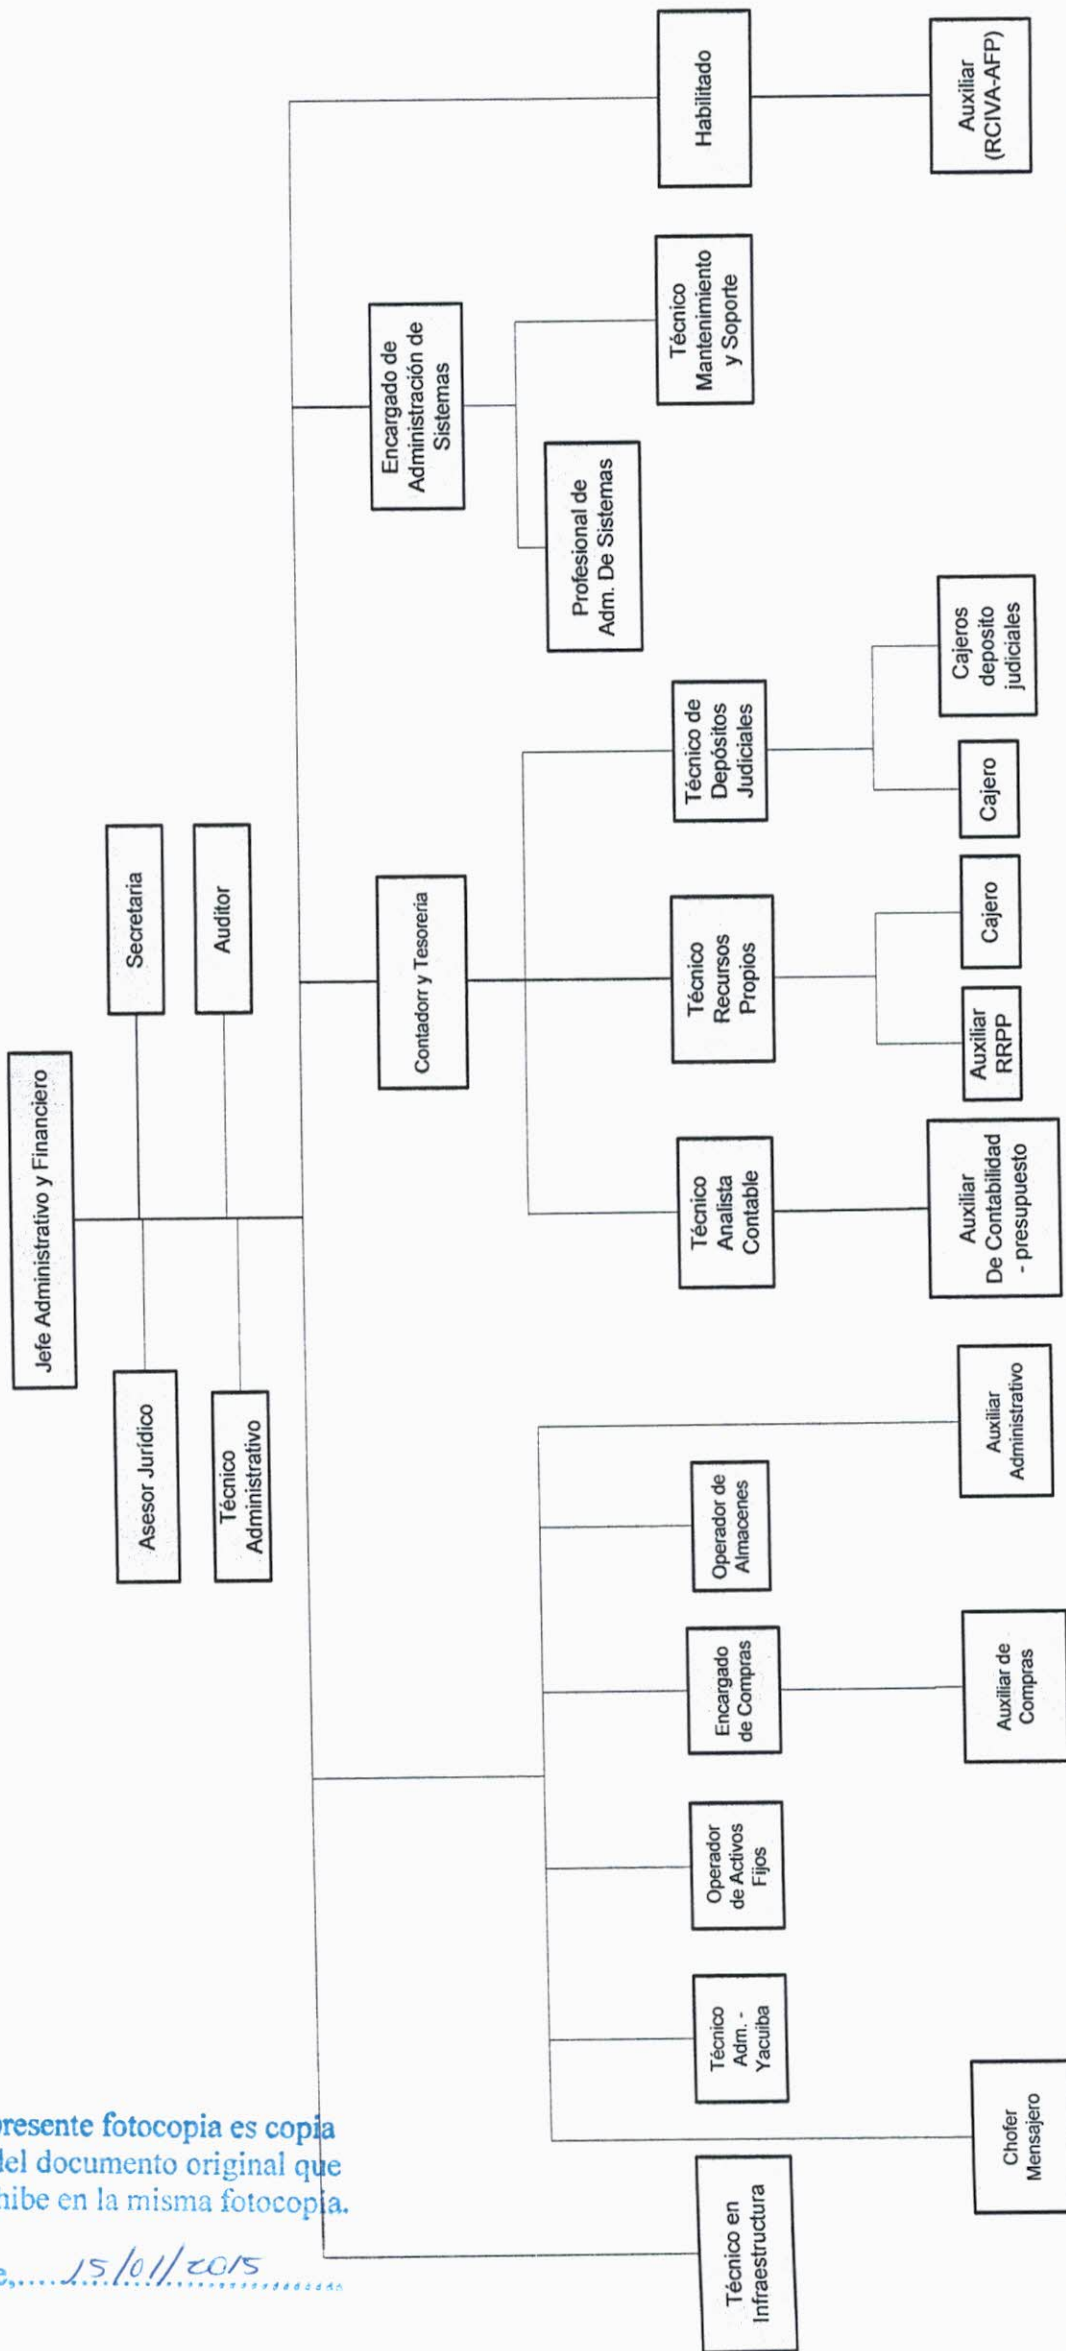 Jefe Administrativo y Financiero
Asesor Jurídico
Secretaria
Técnico
Administrativo
Auditor
Técnico en
Infraestructura
Chofer
Mensajero
Técnico
Adm. -
Yacuiba
Operador
de Activos
Fijos
Encargado
de Compras
Auxiliar de
Compras
Operador de
Almacenes
Auxiliar
Administrativo
Contadorr y Tesoreria
Técnico
Analista
Contable
Auxiliar
De Contabilidad
- presupuesto
Técnico
Recursos
Propios
Auxiliar
RRPP
Cajero
Técnico de
Depósitos
Judiciales
Cajero
Cajeros
deposito
judiciales
Encargado de
Administración de
Sistemas
Profesional de
Adm. De Sistemas
Técnico
Mantenimiento
y Soporte
Habilitado
Auxiliar
(RCIVA-AFP)
presente fotocopia es copia
del documento original que
hibe en la misma fotocopia.
e,.....15/01/2015